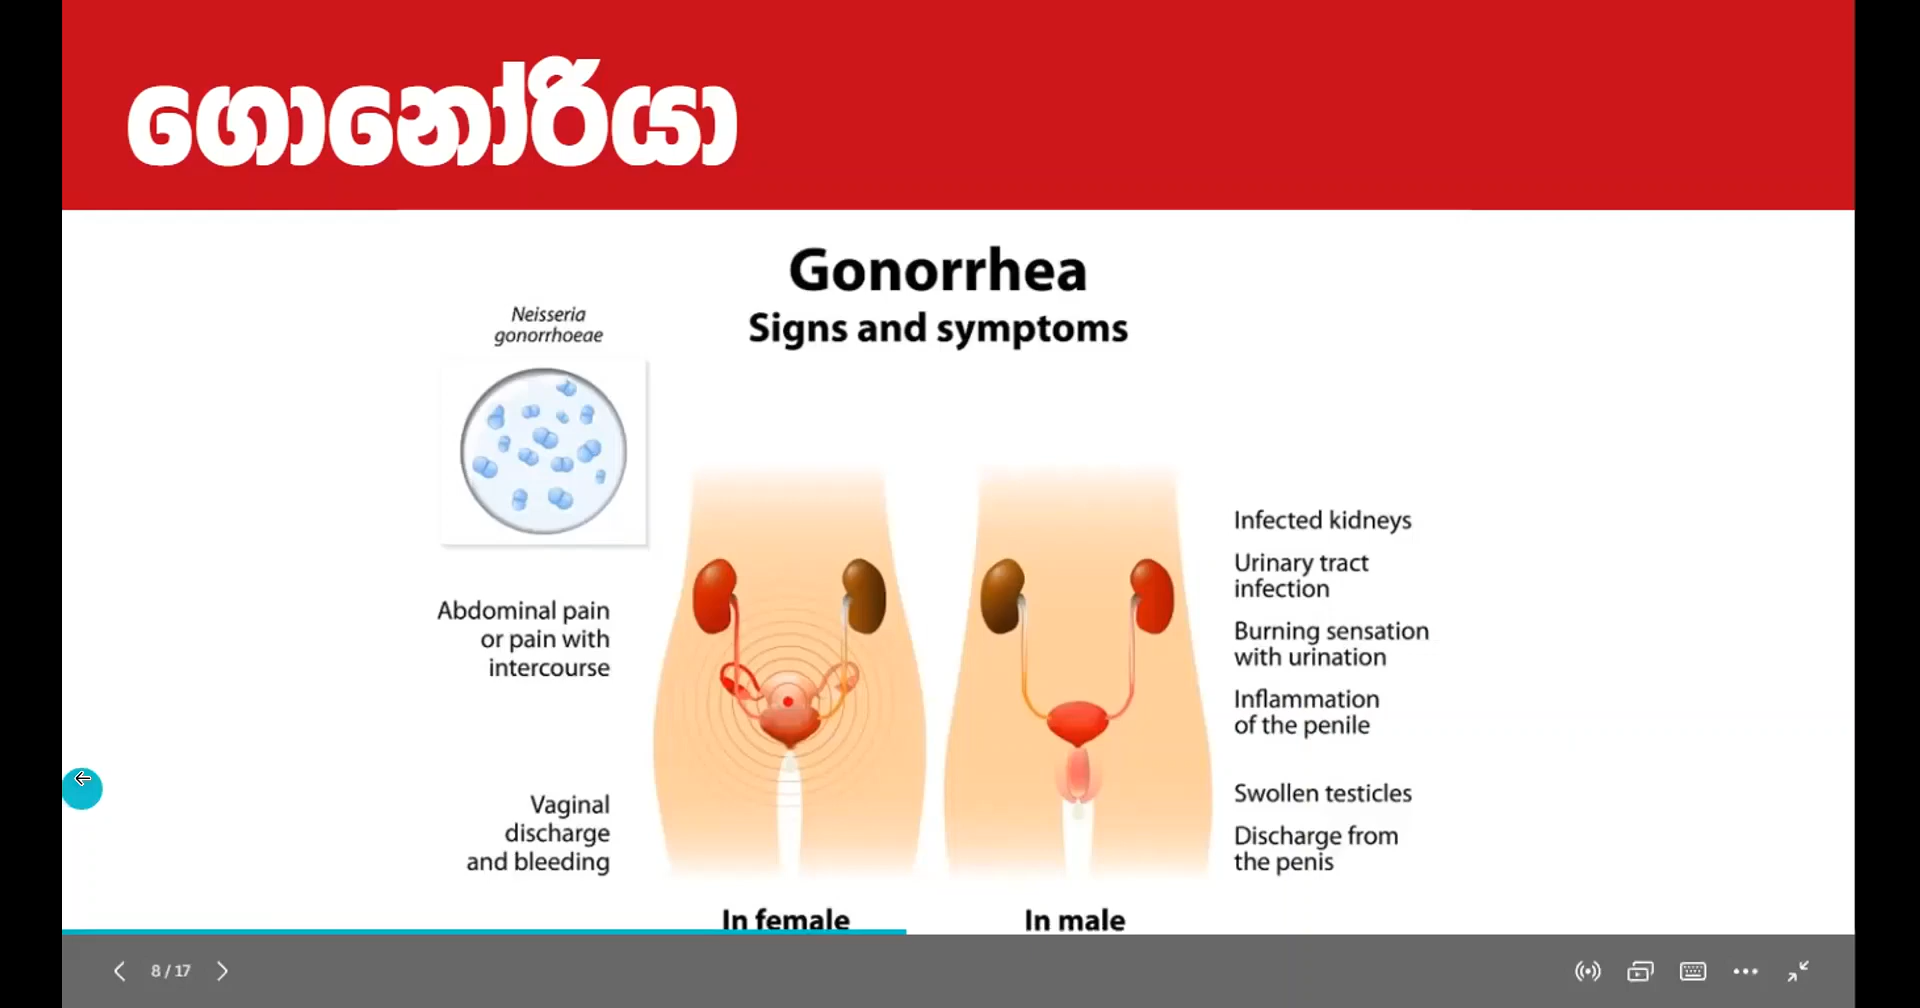 ගොනෝරියා
Gonorrhea
Signs and symptoms
Neisseria
gonorrhoeae
Abdominal pain
or pain with
intercourse
Vaginal
discharge
and bleeding
Infected kidneys
Urinary tract
infection
Burning sensation
with urination
Inflammation
of the penile
Swollen testicles
Discharge from
the penis
In female
In male
8 / 17